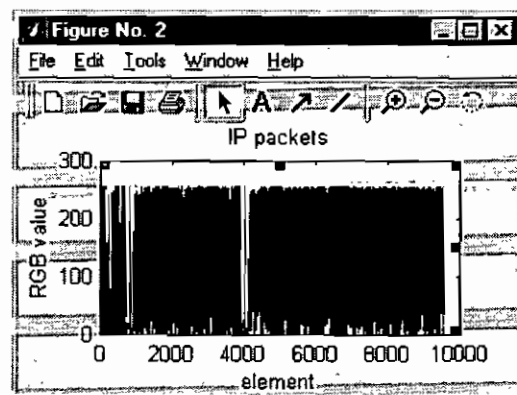 Figure No. 2
File Edit Tools Window Help
A
IP packets
300
200
100
0
RGB value
0 2000 4000 6000 8000 10000
element